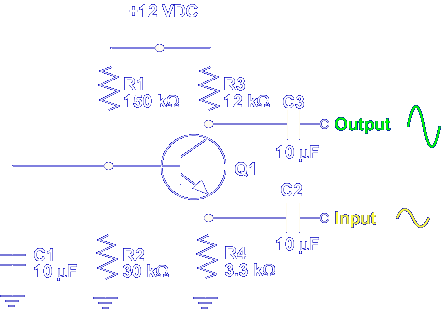 +12 VDC
R1
150 kΩ
R3
12 kΩ
C3
10 µF
Output
Q1
C2
10 µF
Input
C1
10 µF
R2
30 kΩ
R4
3.3 kΩ